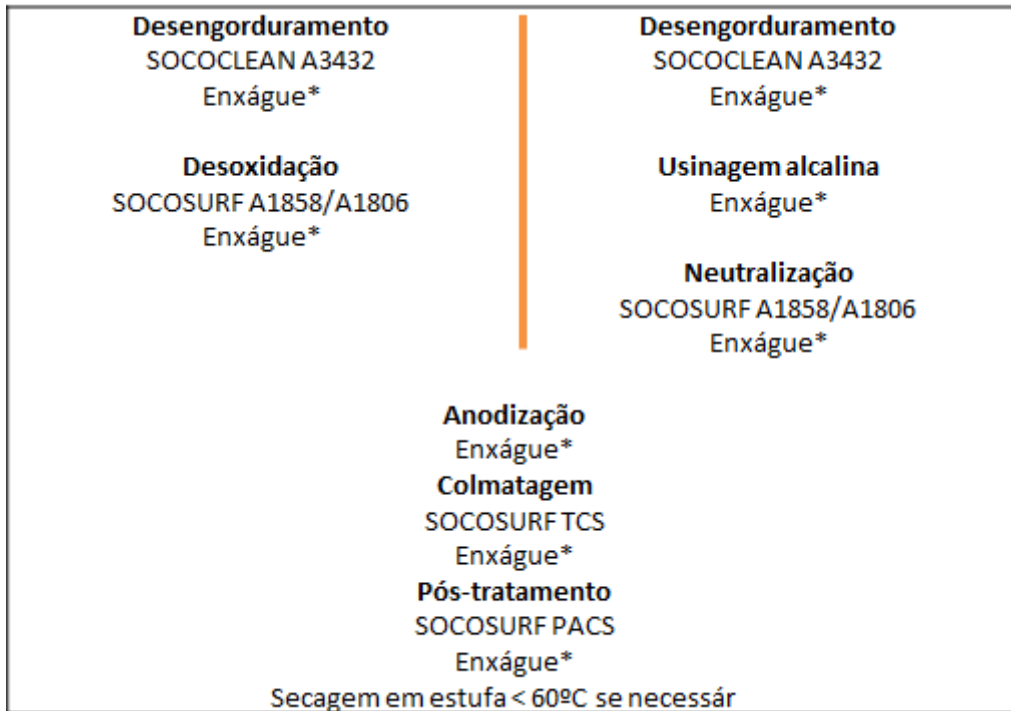 Desengorduramento
SOCOCLEAN A3432
Enxágue*
Desoxidação
SOCOSURF A1858/A1806
Enxágue*
Desengorduramento
SOCOCLEAN A3432
Enxágue*
Usinagem alcalina
Enxágue*
Neutralização
SOCOSURF A1858/A1806
Enxágue*
Anodização
Enxágue*
Colmatagem
SOCOSURF TCS
Enxágue*
Pós-tratamento
SOCOSURF PACS
Enxágue*
Secagem em estufa < 60ºC se necessár